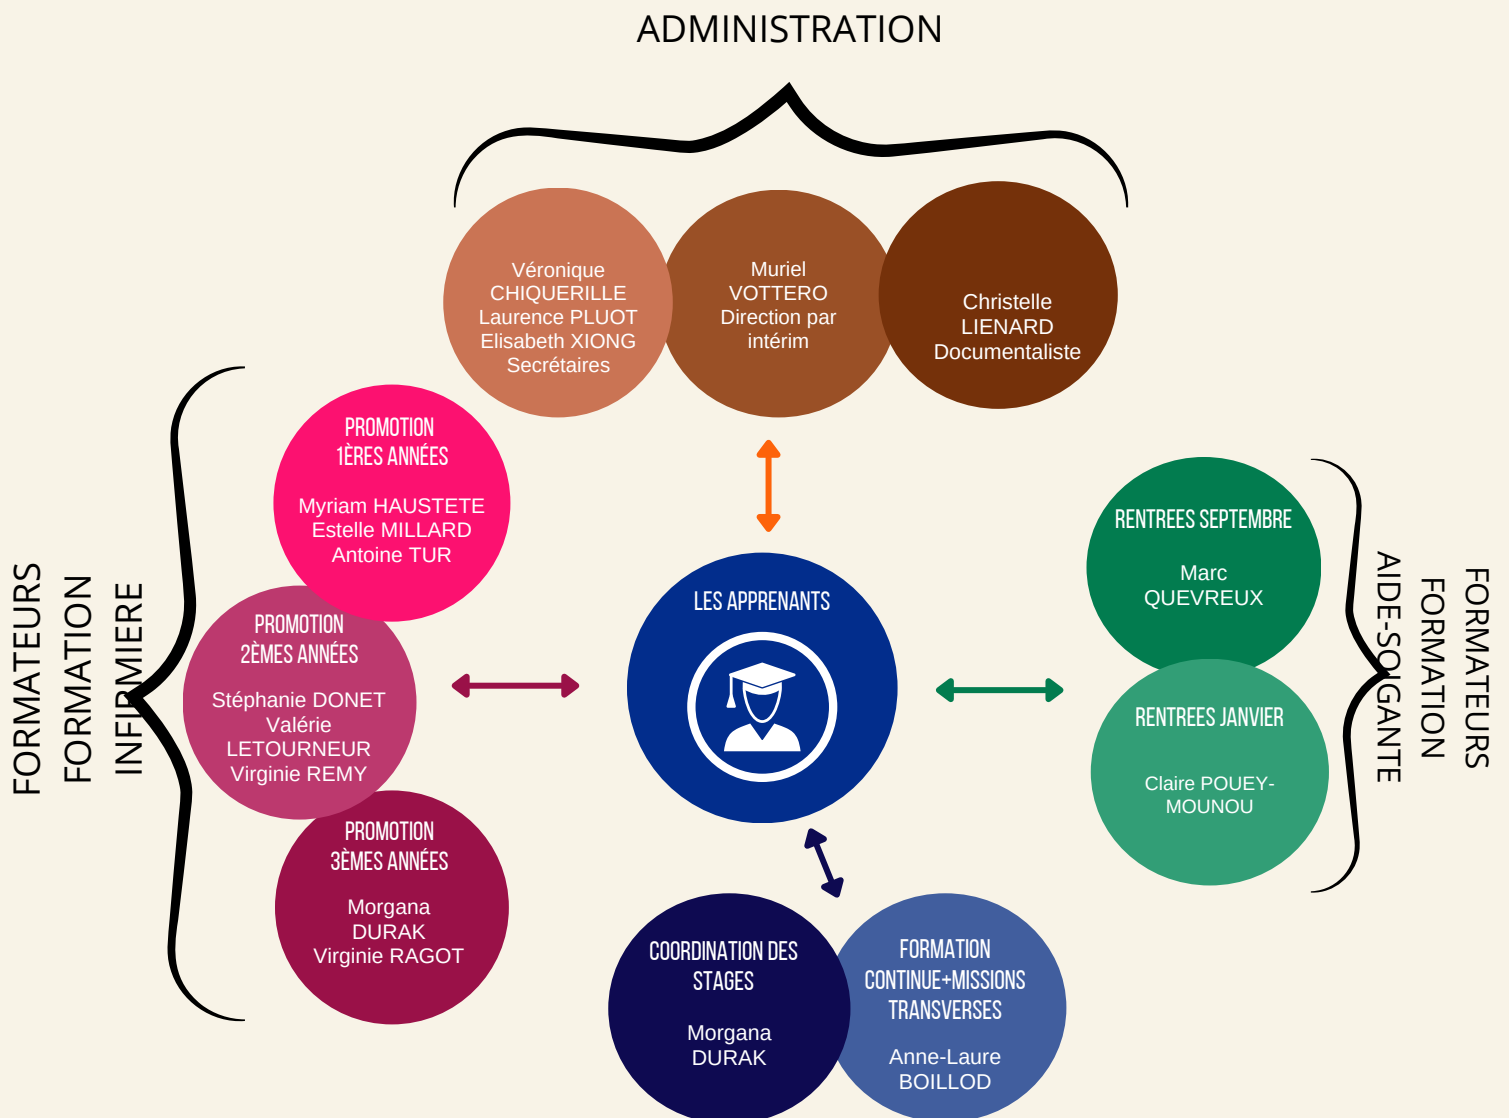 ADMINISTRATION
Véronique
CHIQUERILLE
Laurence PLUOT
Elisabeth XIONG
Secrétaires
Muriel
VOTTERO
Direction par
intérim
Christelle
LIENARD
Documentaliste
FORMATEURS
FORMATION
INFIRMIERE
PROMOTION
1ÈRES ANNÉES
Myriam HAUSTETE
Estelle MILLARD
Antoine TUR
PROMOTION
2ÈMES ANNÉES
Stéphanie DONET
Valérie
LETOURNEUR
Virginie REMY
PROMOTION
3ÈMES ANNÉES
Morgana
DURAK
Virginie RAGOT
LES APPRENANTS
RENTREES SEPTEMBRE
Marc
QUEVREUX
RENTREES JANVIER
Claire POUEY-
MOUNOU
FORMATEURS
FORMATION
AIDE-SOIGANTE
COORDINATION DES
STAGES
Morgana
DURAK
FORMATION
CONTINUE+MISSIONS
TRANSVERSES
Anne-Laure
BOILLOD